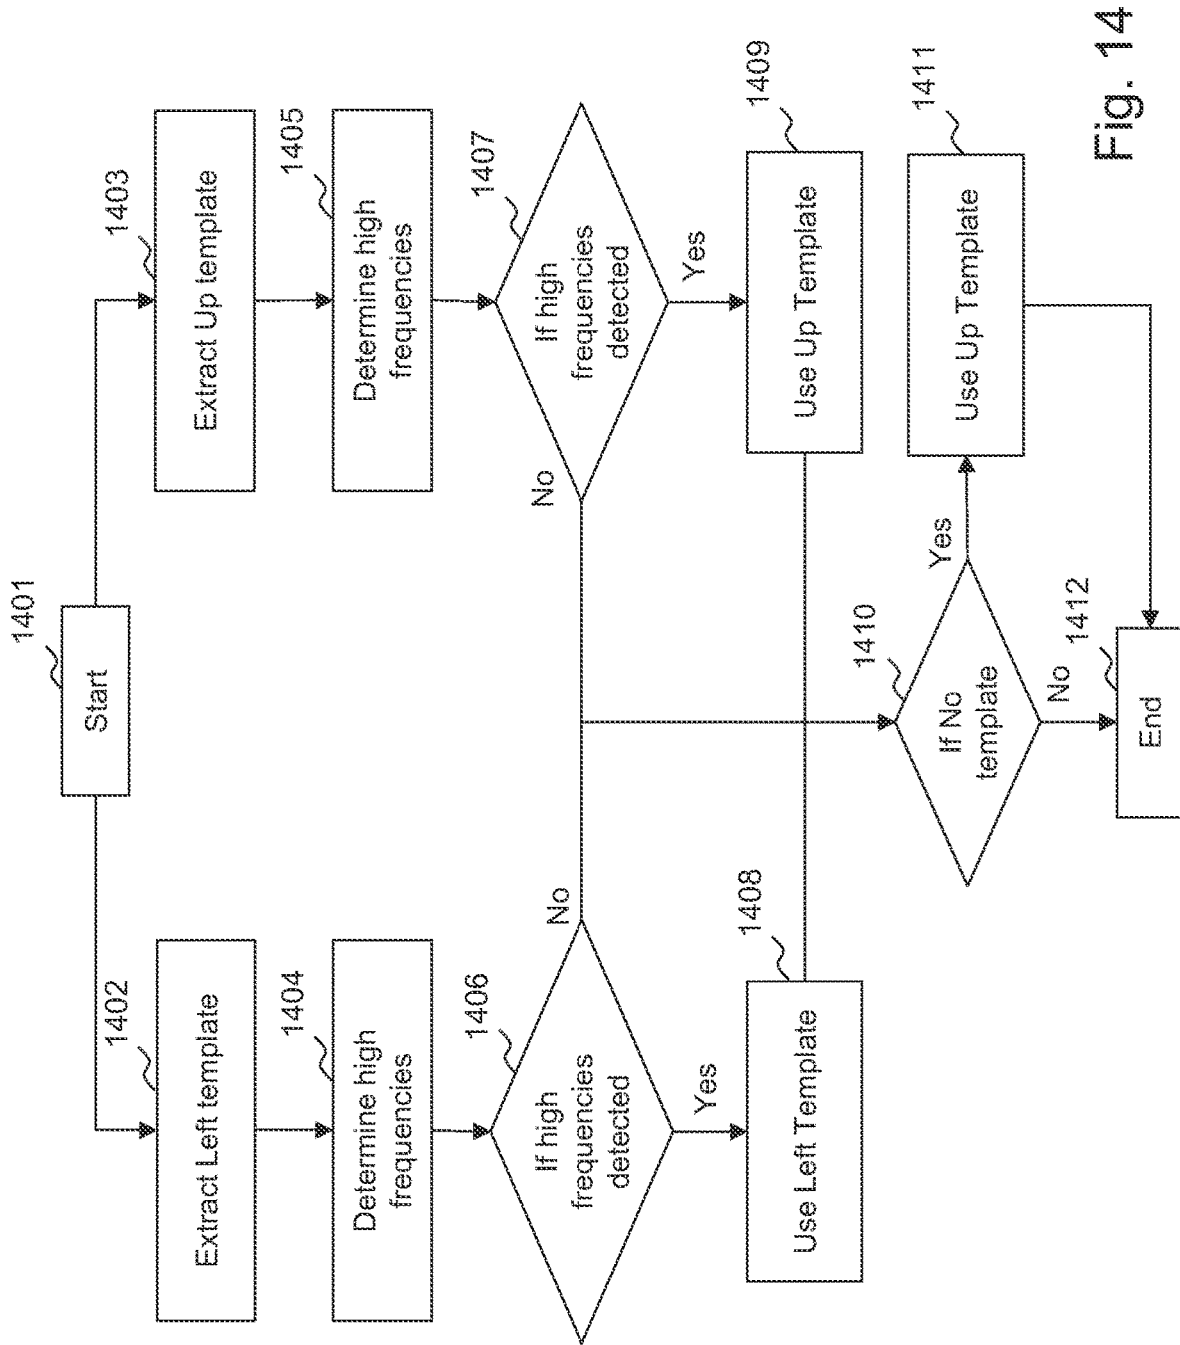 1401
Start
1402
Extract Left template
1403
Extract Up template
1404
Determine high
frequencies
1405
Determine high
frequencies
1406
If high
frequencies
detected
No
Yes
1407
If high
frequencies
detected
No
Yes
1408
Use Left Template
1409
Use Up Template
1410
If No
template
Yes
No
1411
Use Up Template
1412
End
Fig. 14